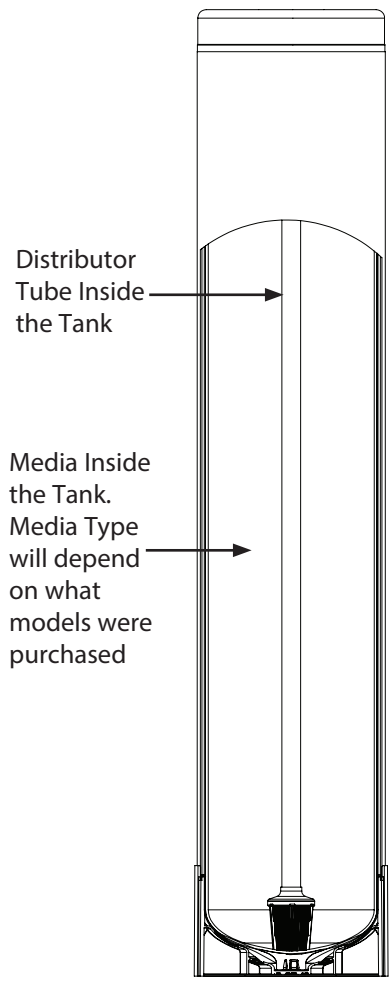 Distributor
Tube Inside
the Tank
Media Inside
the Tank.
Media Type
will depend
on what
models were
purchased